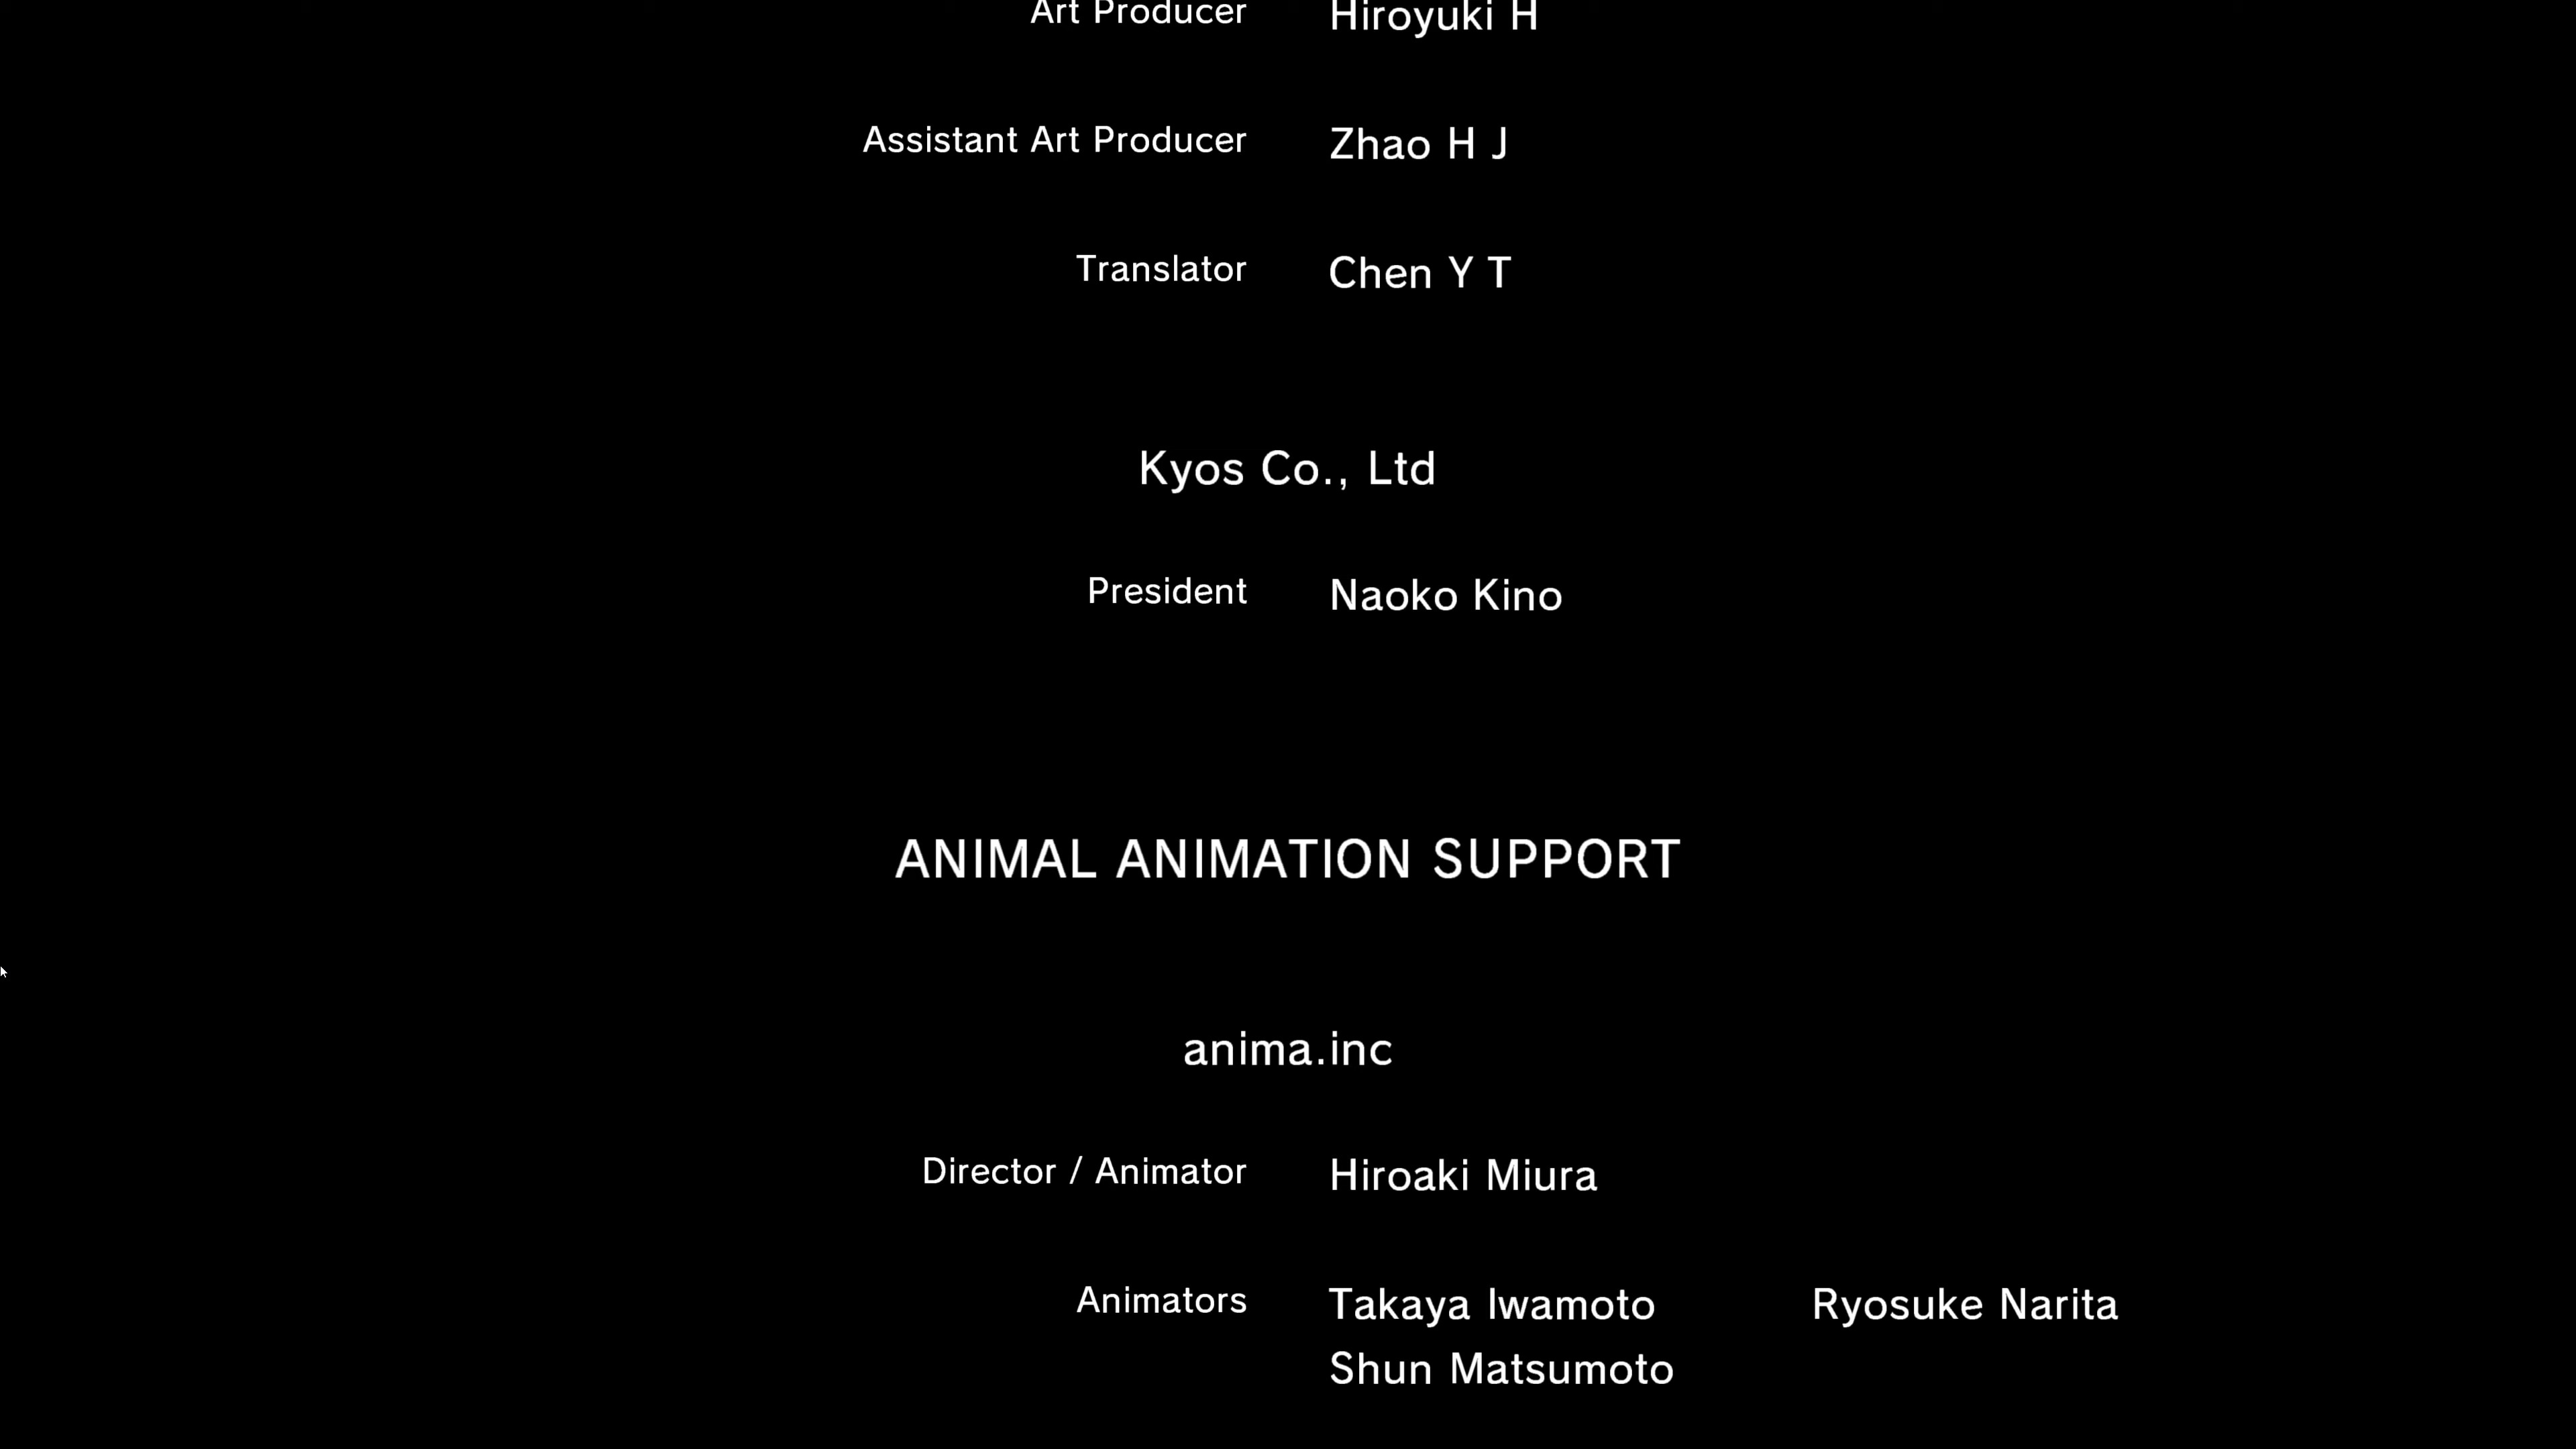 Art Producer Hiroyuki H
Assistant Art Producer Zhao H J
Translator Chen Y T
Kyos Co., Ltd
President Naoko Kino
ANIMAL ANIMATION SUPPORT
anima.inc
Director / Animator Hiroaki Miura
Animators Takaya Iwamoto Ryosuke Narita
Shun Matsumoto